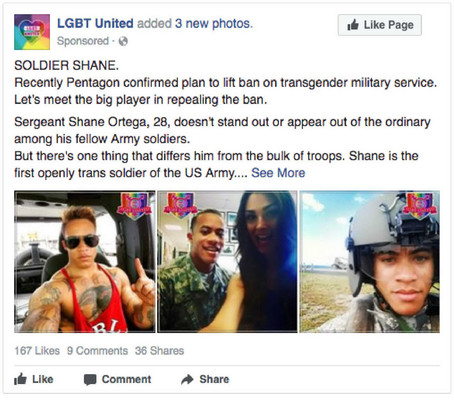 LGBT United added 3 new photos.
Like Page
Sponsored ·
SOLDIER SHANE.
Recently Pentagon confirmed plan to lift ban on transgender military service.
Let's meet the big player in repealing the ban.
Sergeant Shane Ortega, 28, doesn't stand out or appear out of the ordinary
among his fellow Army soldiers.
But there's one thing that differs him from the bulk of troops. Shane is the
first openly trans soldier of the US Army.... See More
167 Likes 9 Comments 36 Shares
Like Comment Share